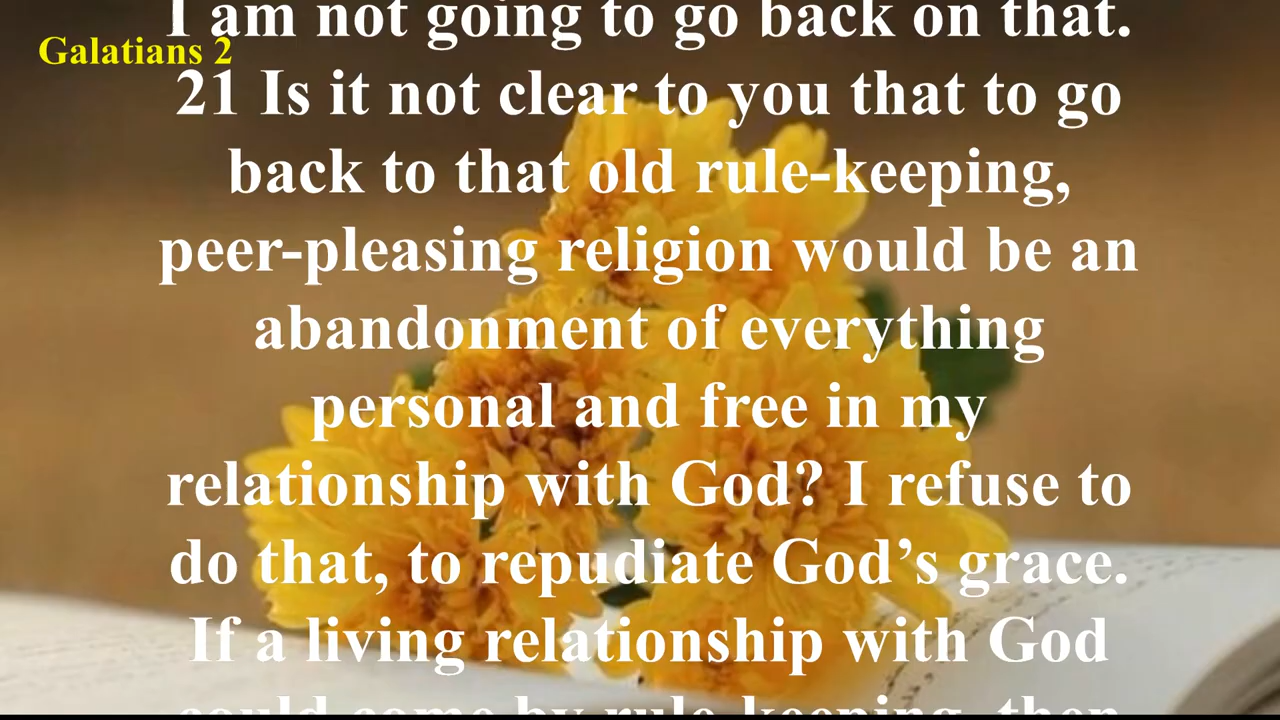 I am not going to go back on that.
Galatians 2
21 Is it not clear to you that to go
back to that old rule-keeping,
peer-pleasing religion would be an
abandonment of everything
personal and free in my
relationship with God? I refuse to
do that, to repudiate God’s grace.
If a living relationship with God
could come by rule-keeping, then